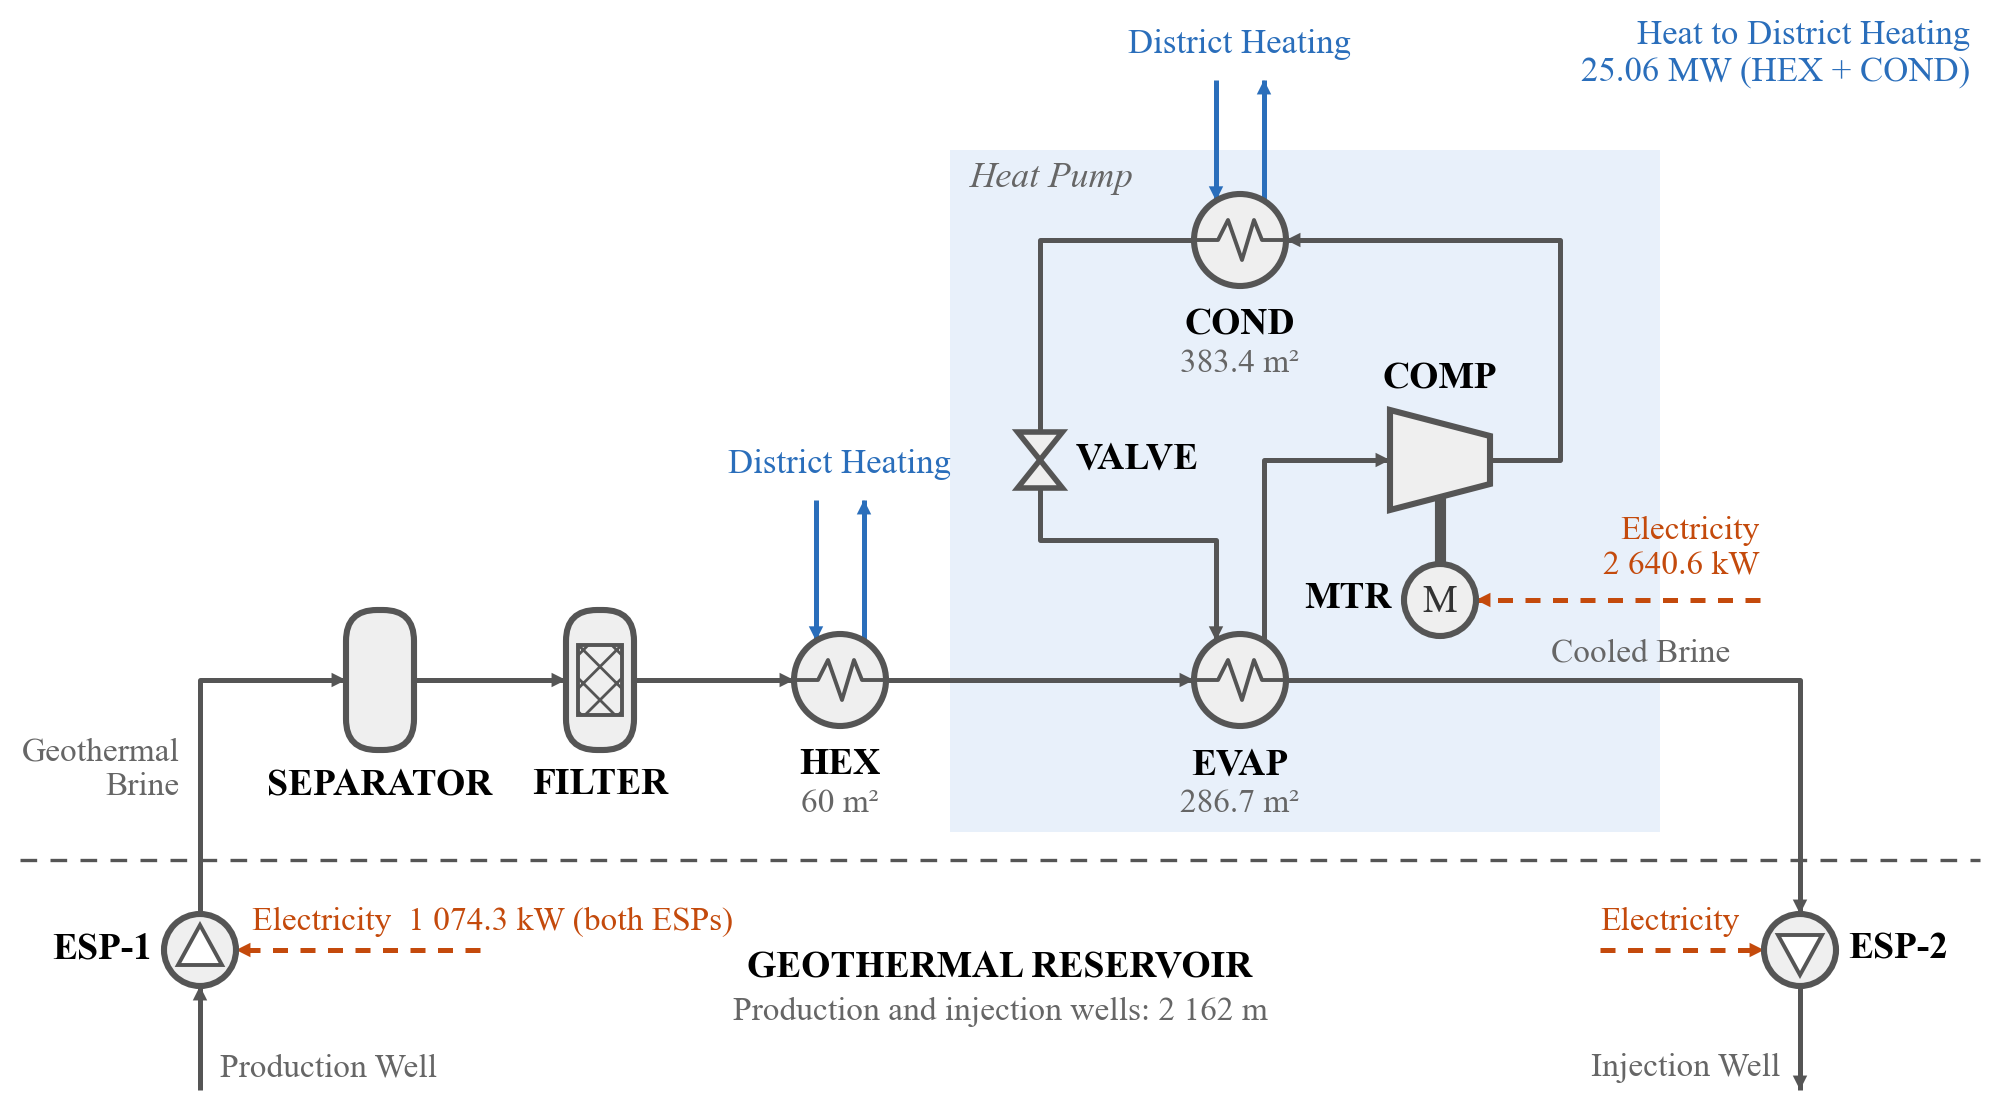 District Heating
Heat to District Heating
25.06 MW (HEX + COND)
Heat Pump
COND
383.4 m²
COMP
VALVE
District Heating
Electricity
2 640.6 kW
MTR
M
Cooled Brine
Geothermal
Brine
SEPARATOR
FILTER
HEX
60 m²
EVAP
286.7 m²
ESP-1
Electricity 1 074.3 kW (both ESPs)
GEOTHERMAL RESERVOIR
Production and injection wells: 2 162 m
Electricity
ESP-2
Production Well
Injection Well